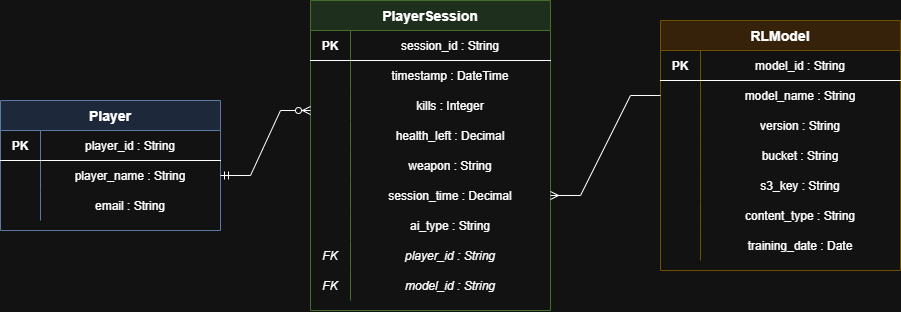 Player
PK player_id : String
player_name : String
email : String
PlayerSession
PK session_id : String
timestamp : DateTime
kills : Integer
health_left : Decimal
weapon : String
session_time : Decimal
ai_type : String
FK player_id : String
FK model_id : String
RLModel
PK model_id : String
model_name : String
version : String
bucket : String
s3_key : String
content_type : String
training_date : Date